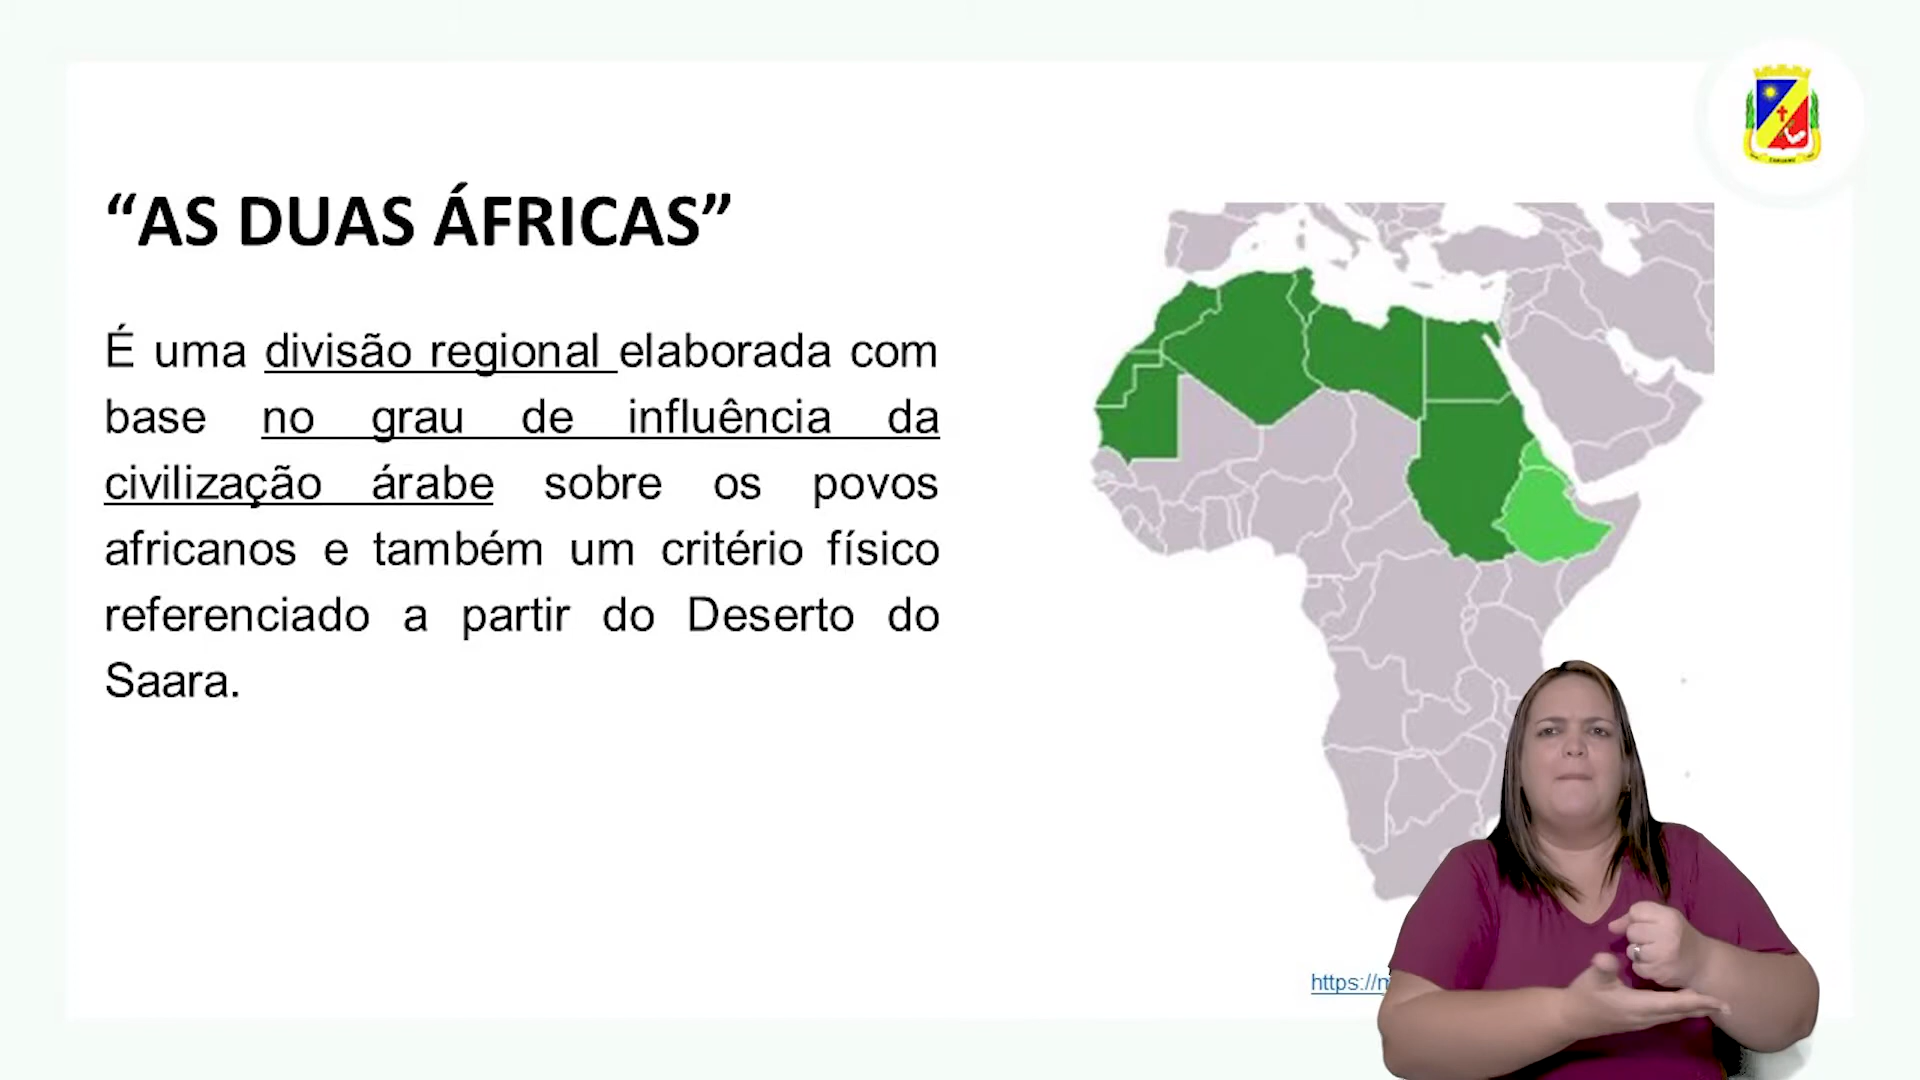 “AS DUAS ÁFRICAS”
É uma divisão regional elaborada com
base no grau de influência da
civilização árabe sobre os povos
africanos e também um critério físico
referenciado a partir do Deserto do
Saara.
https://